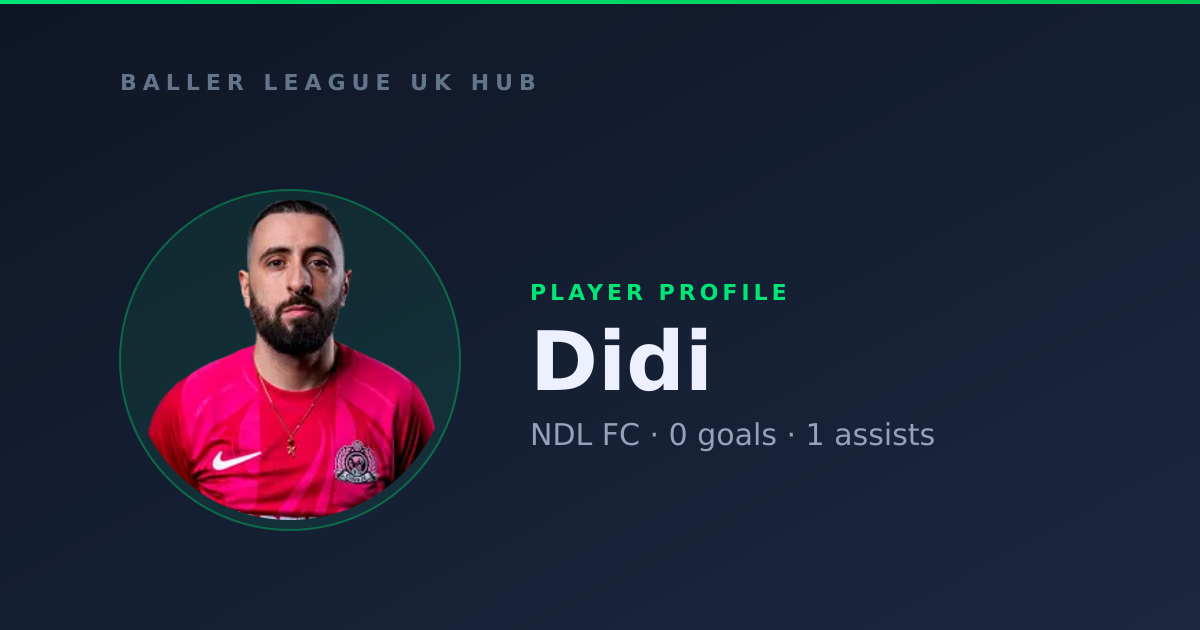 BALLER LEAGUE UK HUB
PLAYER PROFILE
Didi
NDL FC · 0 goals · 1 assists